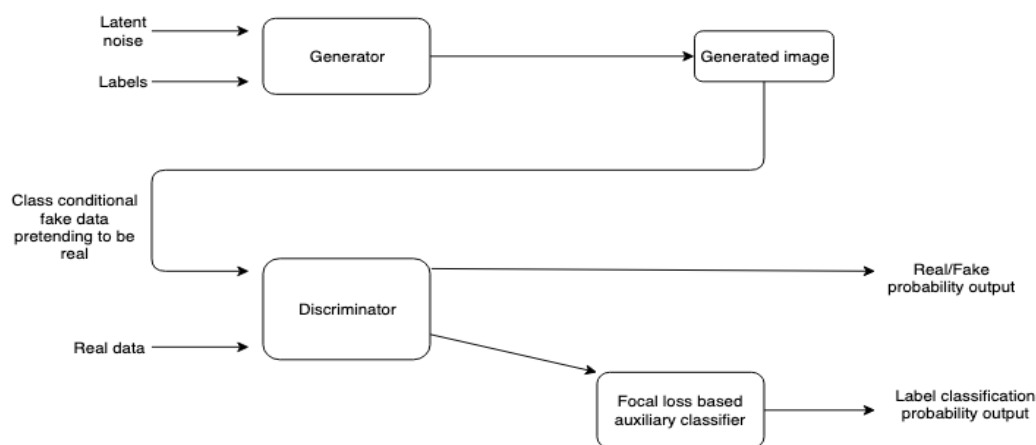 Latent
noise
Generator
Generated image
Labels
Class conditional
fake data
pretending to be
real
Real/Fake
probability output
Discriminator
Real data
Focal loss based
auxiliary classifier
Label classification
probability output